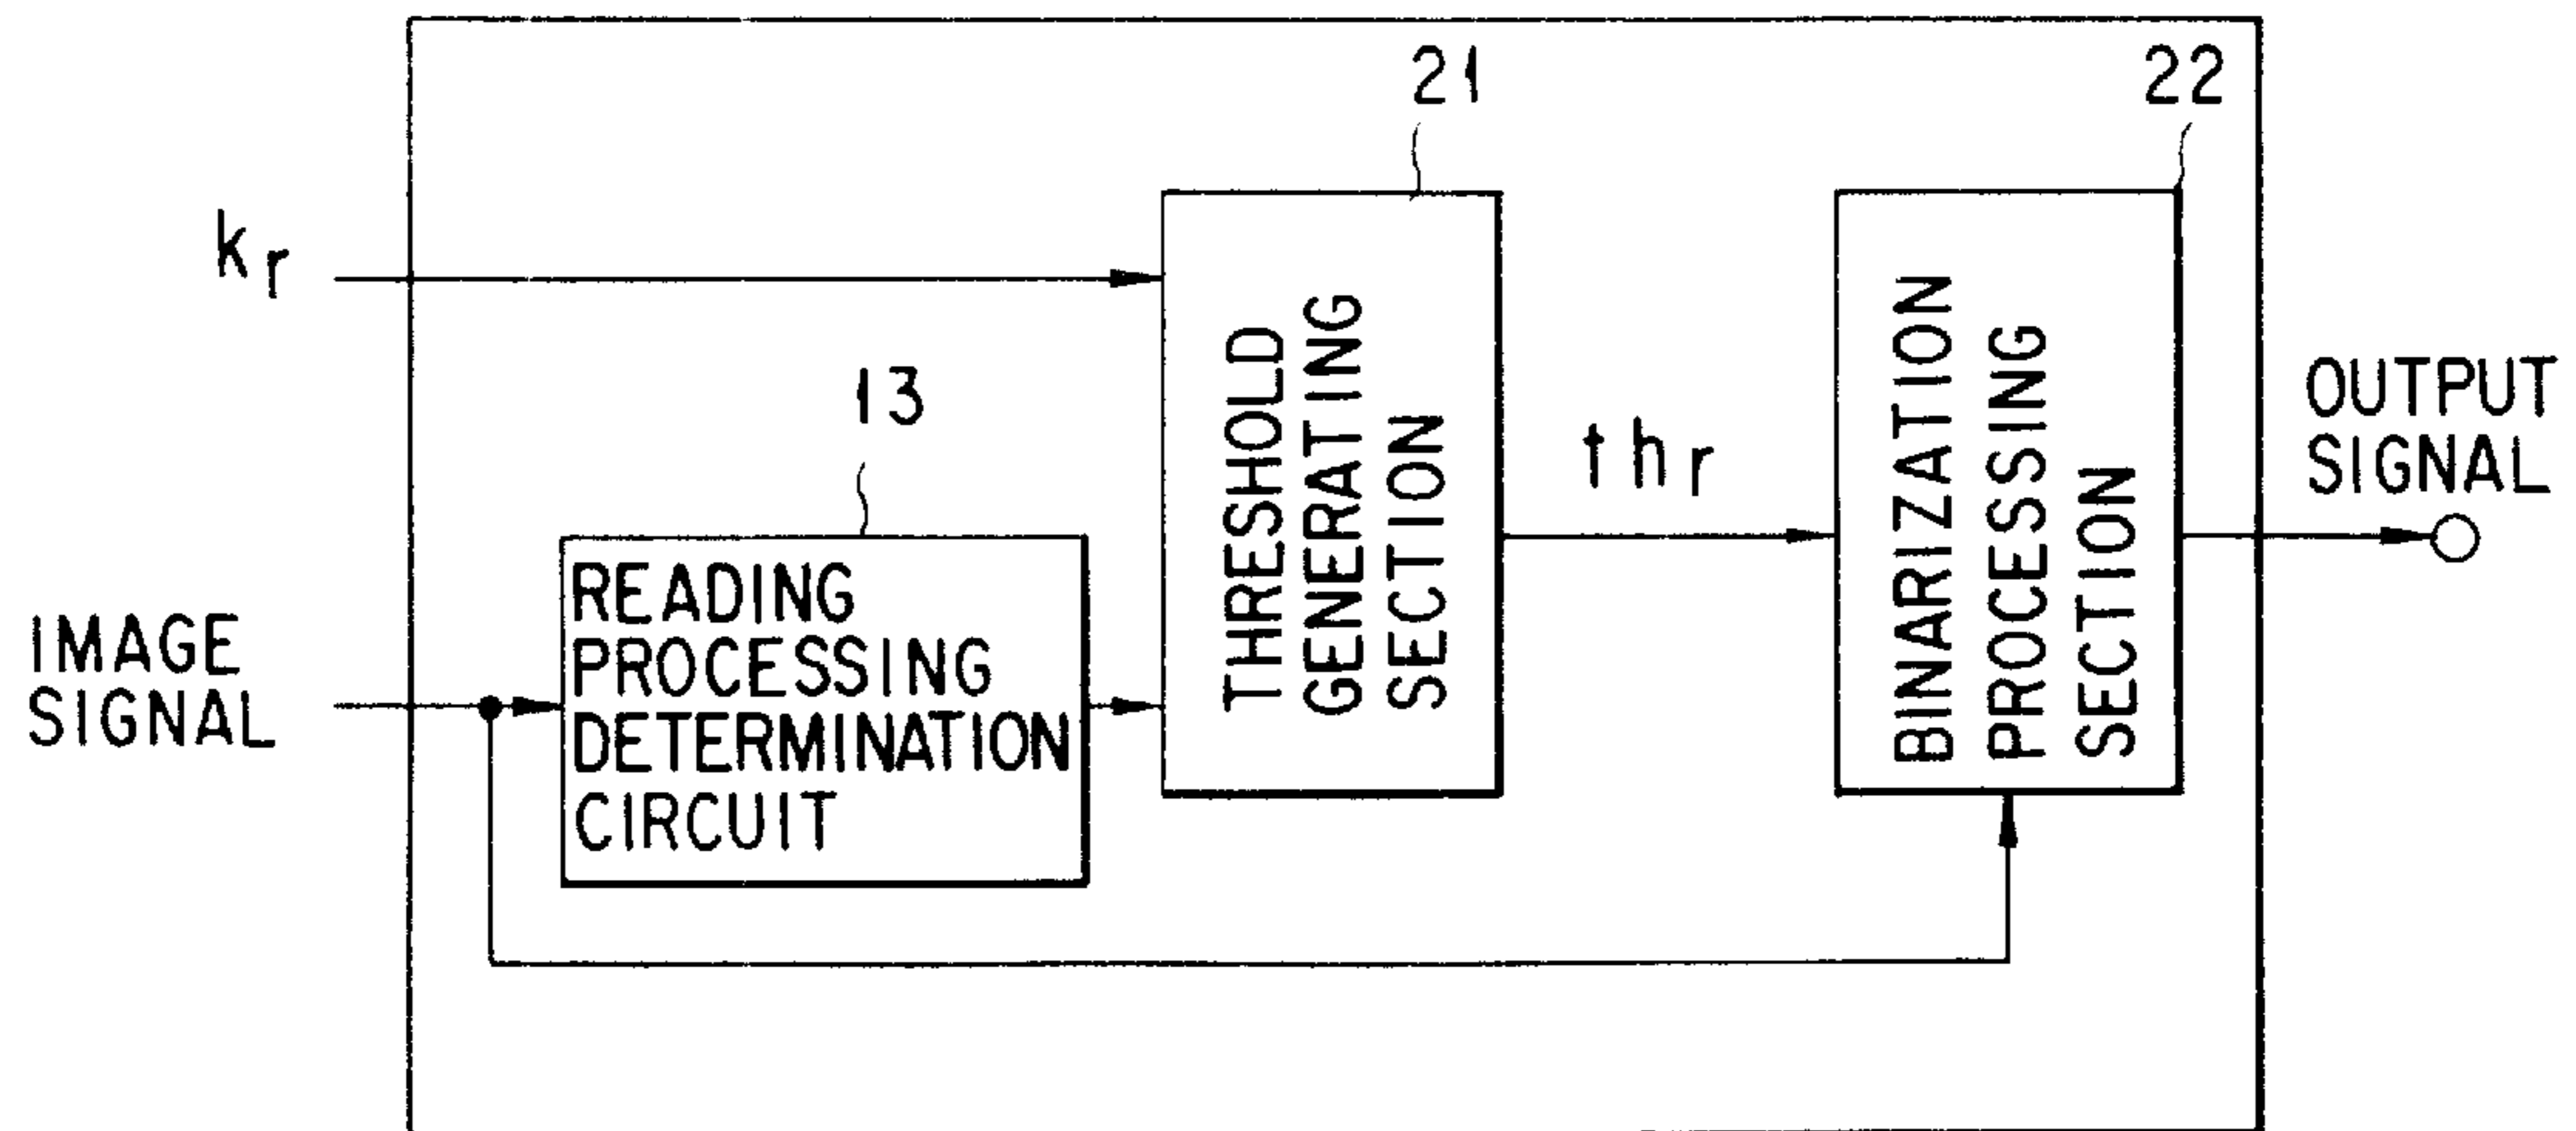 21
22
kr
13
THRESHOLD
GENERATING
SECTION
thr
BINARIZATION
PROCESSING
SECTION
OUTPUT
SIGNAL
IMAGE
SIGNAL
READING
PROCESSING
DETERMINATION
CIRCUIT